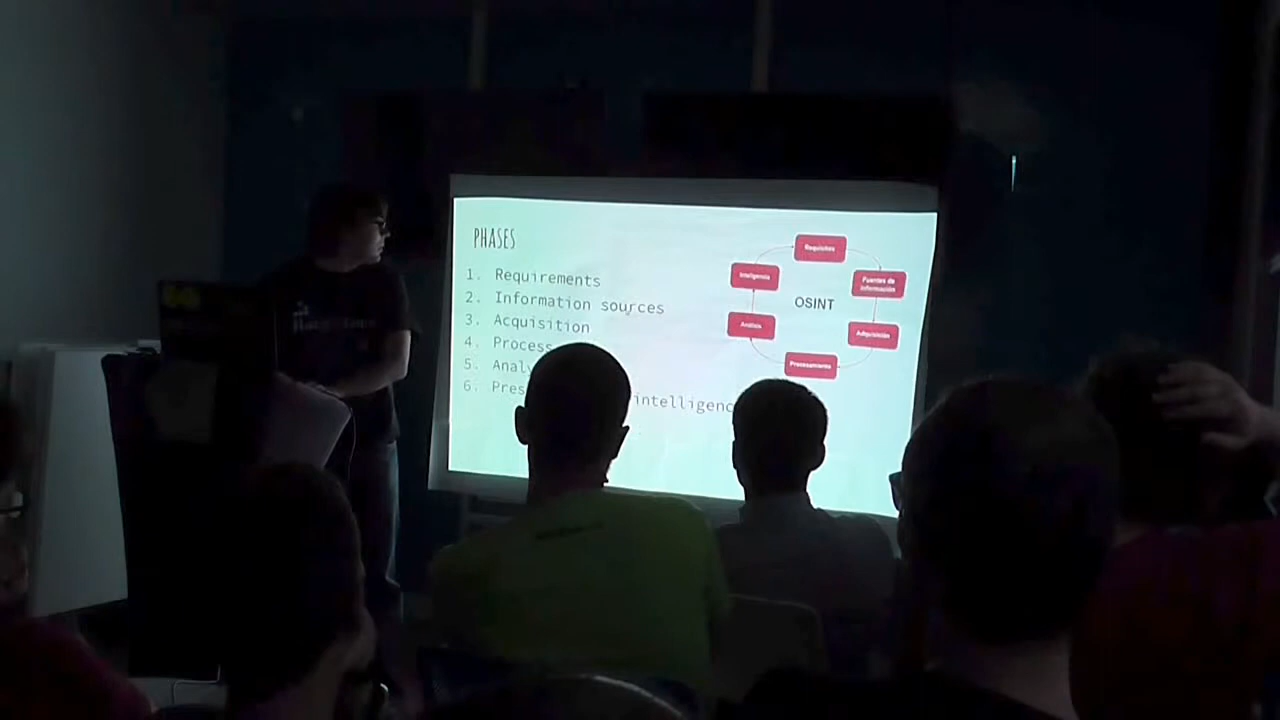 PHASES
1. Requirements
2. Information sources
3. Acquisition
4. Process
5. Analy
6. Pres intelligenc
Requisitos
Fuentes de
información
Adquisición
Procesamiento
Análisis
Inteligencia
OSINT